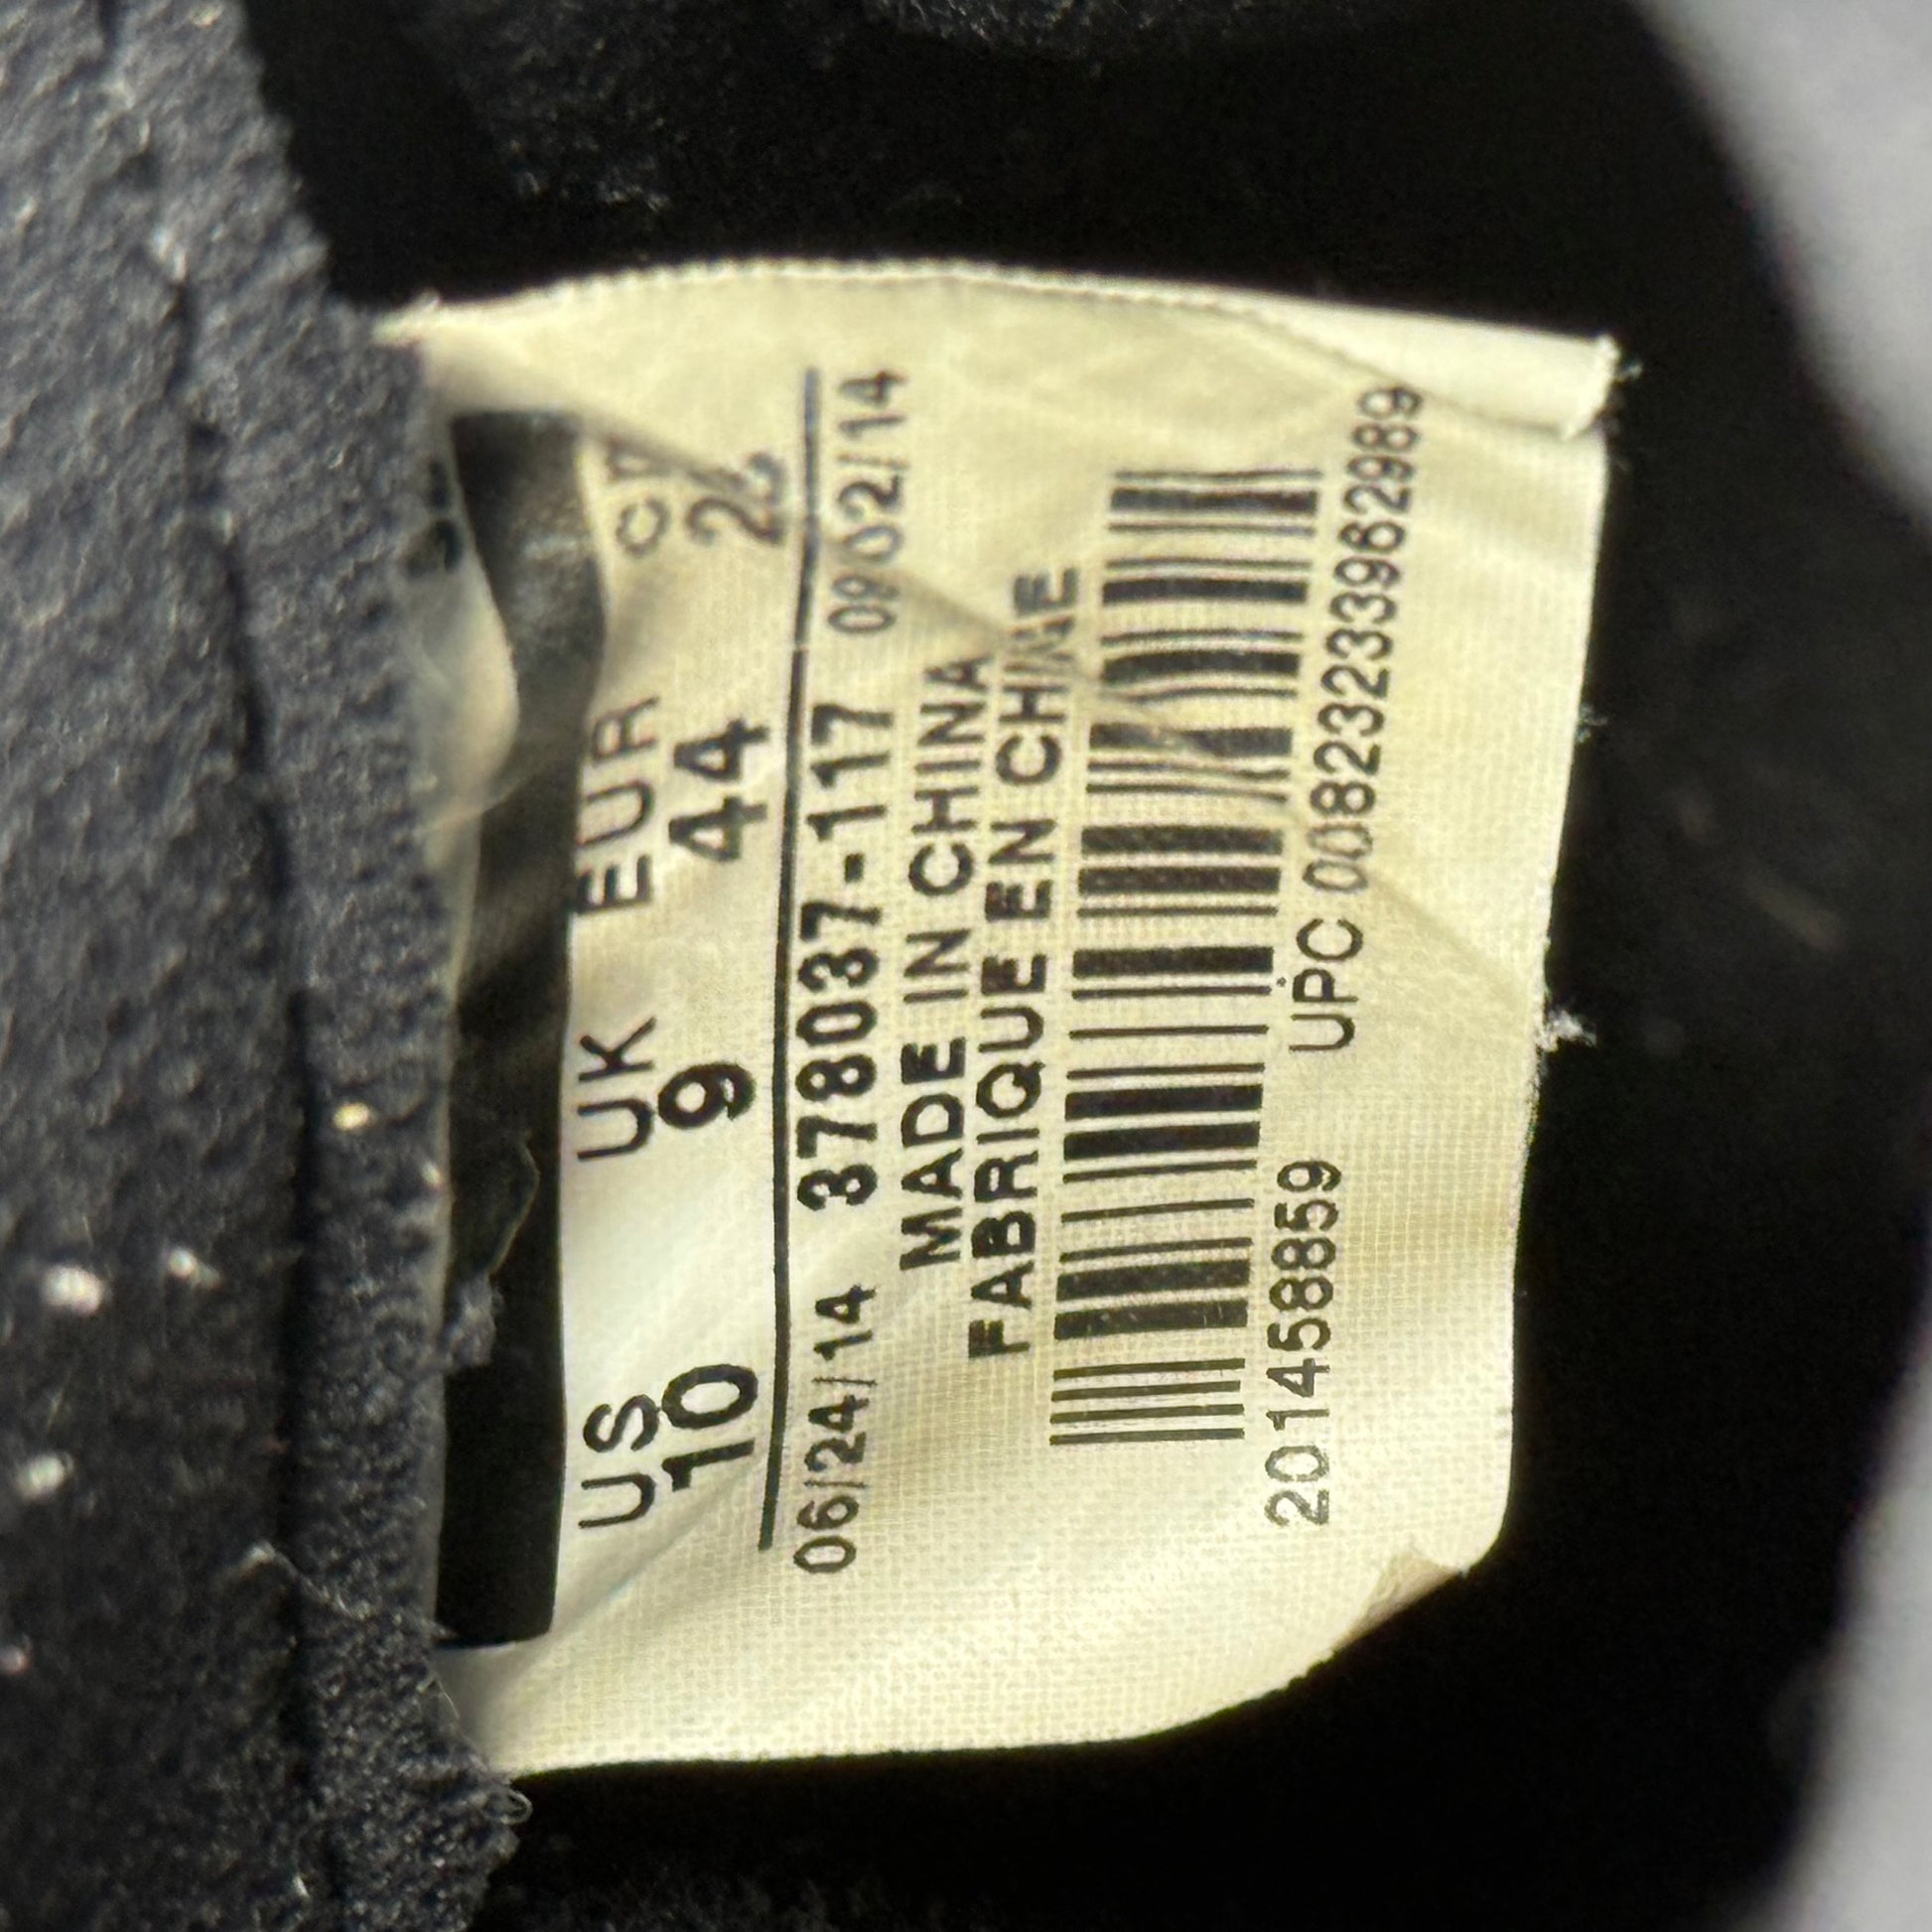 US UK EUR
10 9 44
06/24/14 378037-117 09/02/14
MADE IN CHINA
FABRIQUE EN CHINE
201458859 UPC 00823233962989